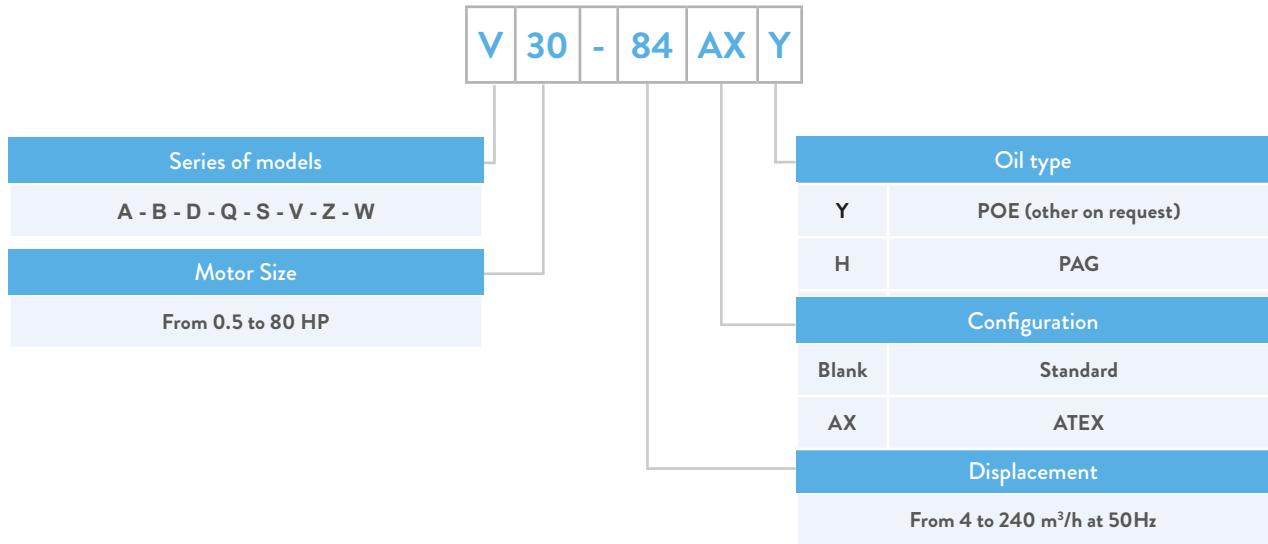 V 30 - 84 AX Y
Series of models
A - B - D - Q - S - V - Z - W
Motor Size
From 0.5 to 80 HP
Oil type
Y POE (other on request)
H PAG
Configuration
Blank Standard
AX ATEX
Displacement
From 4 to 240 m³/h at 50Hz